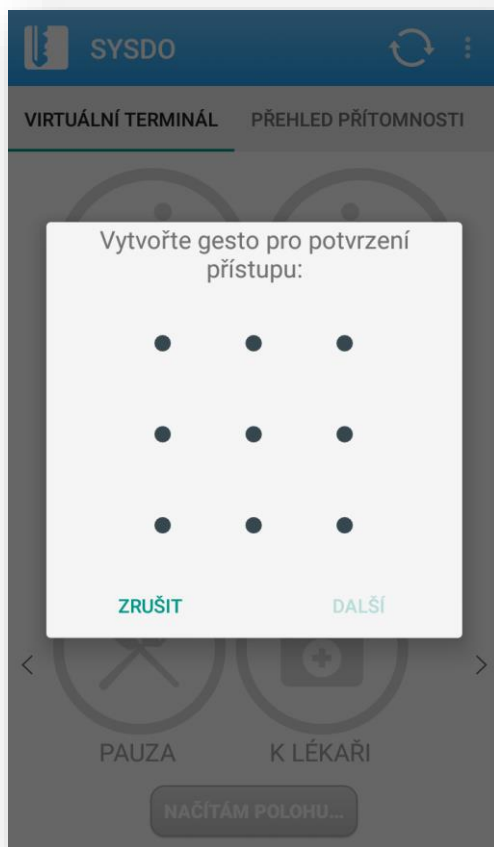 SYSDO
VIRTUÁLNÍ TERMINÁL
PŘEHLED PŘÍTOMNOSTI
Vytvořte gesto pro potvrzení
přístupu:
ZRUŠIT
DALŠÍ
PAUZA
K LÉKAŘI
NAČÍTÁM POLOHU...